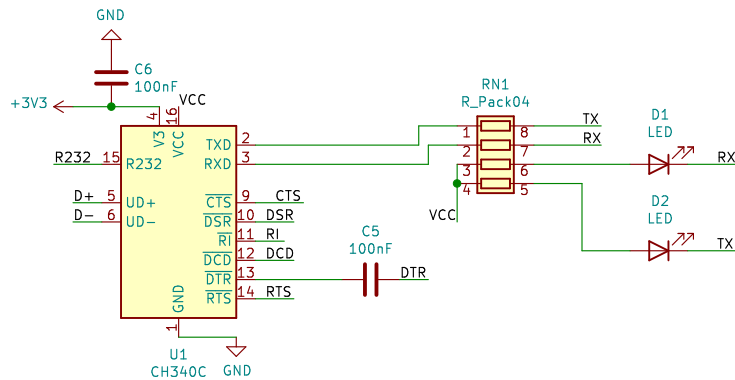 GND
C6
100nF
+3V3
VCC
4
16
V3
VCC
R232
15
R232
D+
5
UD+
D-
6
UD-
TXD
2
RXD
3
CTS
9
CTS
DSR
10
DSR
RI
11
RI
DCD
12
DCD
DTR
13
RTS
14
RTS
GND
1
U1
CH340C
GND
C5
100nF
DTR
RN1
R_Pack04
1
8
TX
2
7
RX
3
6
4
5
VCC
D1
LED
RX
D2
LED
TX